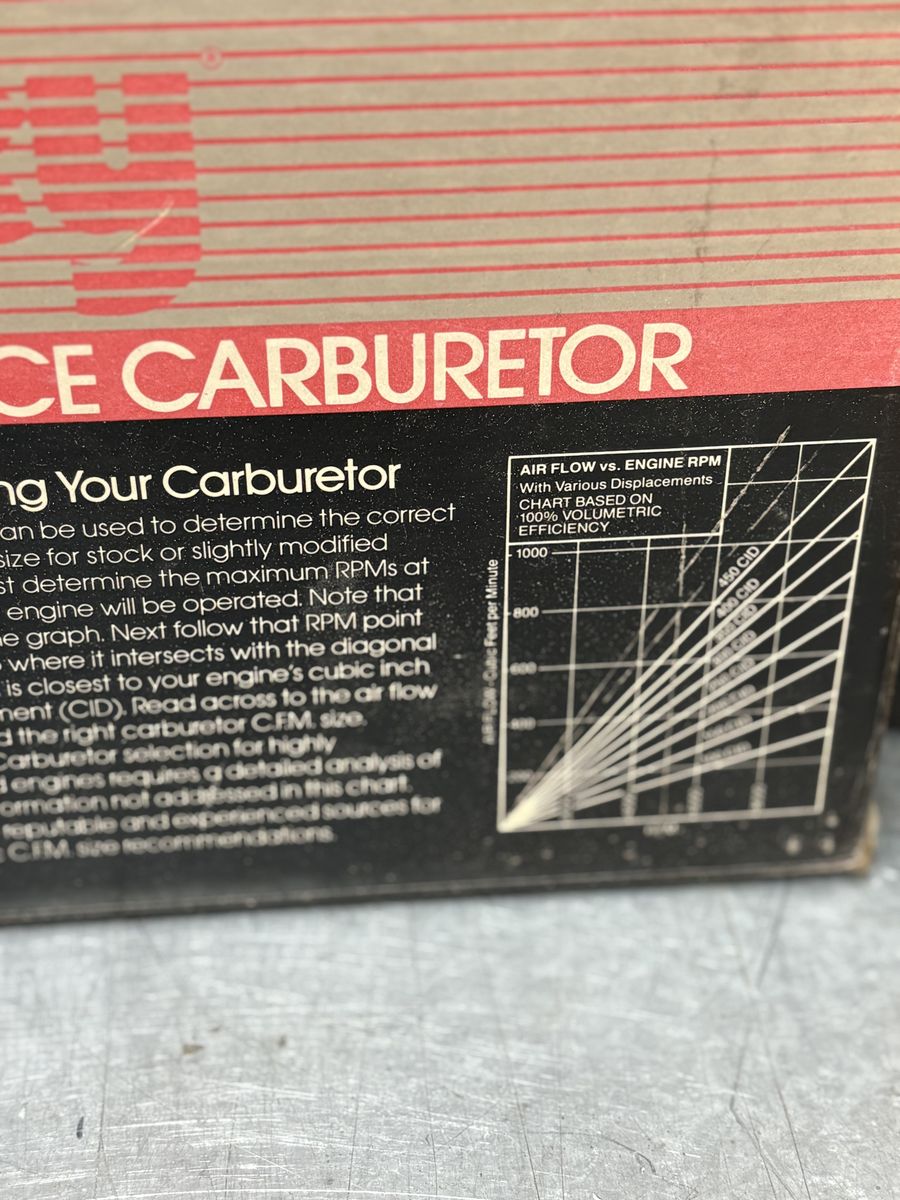 ®
CE CARBURETOR
ng Your Carburetor
an be used to determine the correct
size for stock or slightly modified
st determine the maximum RPMs at
engine will be operated. Note that
e graph. Next follow that RPM point
where it intersects with the diagonal
is closest to your engine's cubic inch
ment (CID). Read across to the air flow
d the right carburetor C.F.M. size.
Carburetor selection for highly
d engines requires a detailed analysis of
ormation not addressed in this chart.
reputable and experienced sources for
C.F.M. size recommendations.
AIR FLOW vs. ENGINE RPM
With Various Displacements
CHART BASED ON
100% VOLUMETRIC
EFFICIENCY
1000
800
600
400
AIR FLOW-Cubic Feet per Minute
450 CID
400 CID